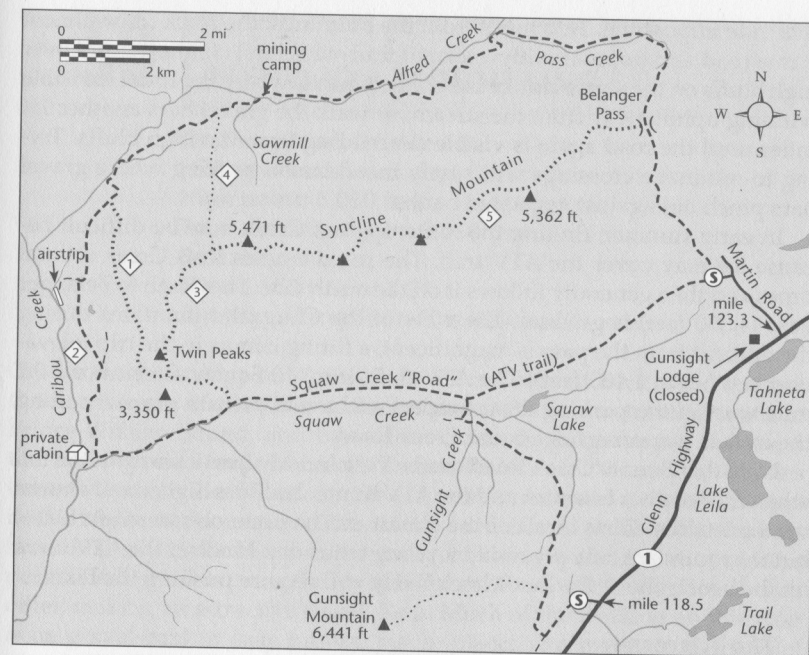 0
2 mi
0
2 km
mining
camp
Alfred Creek
Pass Creek
Belanger
Pass
N
W
E
S
Sawmill
Creek
4
Mountain
5
5,362 ft
5,471 ft
Syncline
1
3
airstrip
Creek
Caribou
2
Twin Peaks
3,350 ft
S
Martin Road
mile
123.3
Gunsight
Lodge
(closed)
Tahneta
Lake
Squaw Creek "Road"
(ATV trail)
Squaw Creek
Squaw
Lake
private
cabin
Gunsight Creek
Glenn Highway
Lake
Leila
1
Gunsight
Mountain
6,441 ft
S
mile 118.5
Trail
Lake